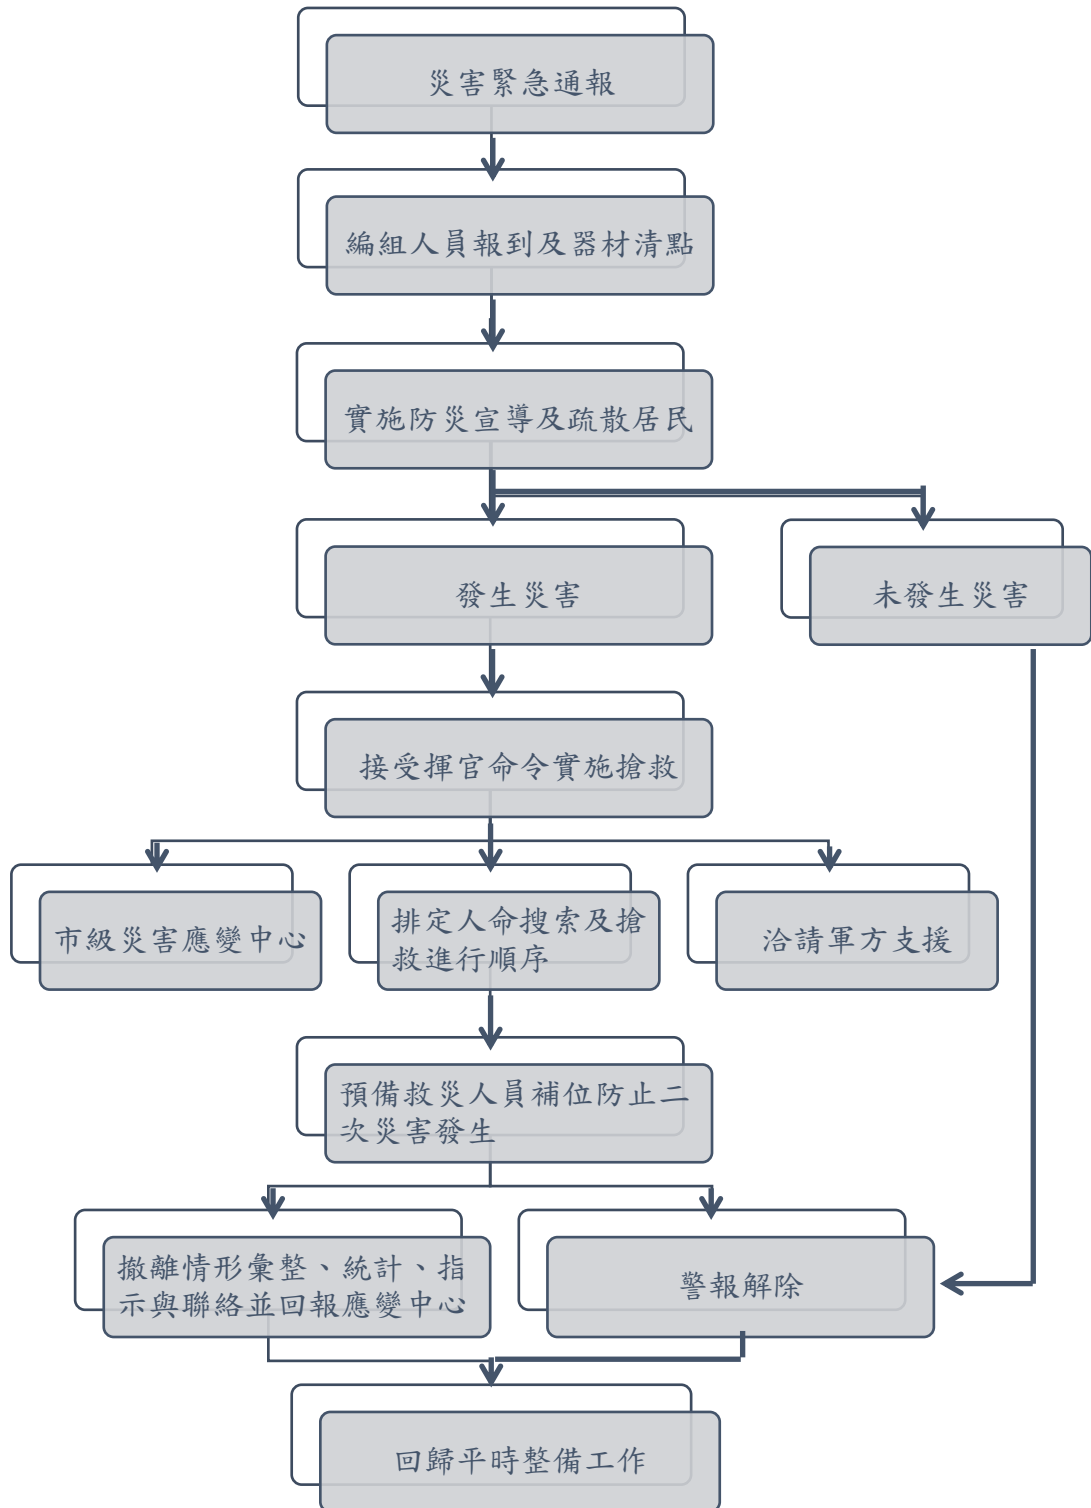 災害緊急通報
編組人員報到及器材清點
實施防災宣導及疏散居民
發生災害
未發生災害
接受揮官命令實施搶救
市級災害應變中心
排定人命搜索及搶
救進行順序
洽請軍方支援
預備救災人員補位防止二
次災害發生
撤離情形彙整、統計、指
示與聯絡並回報應變中心
警報解除
回歸平時整備工作